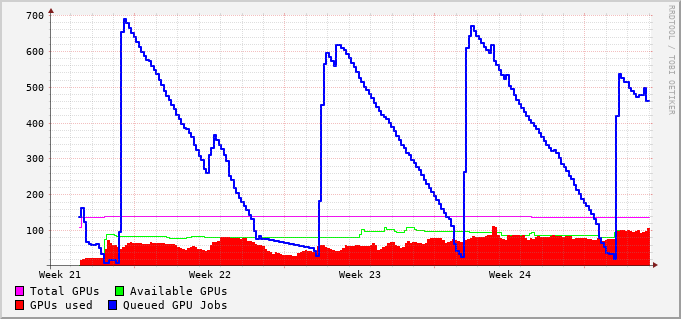 700
600
500
400
300
200
100
Week 21 Week 22 Week 23 Week 24
Total GPUs Available GPUs
GPUs used Queued GPU Jobs
RRDTOOL / TOBI OETIKER